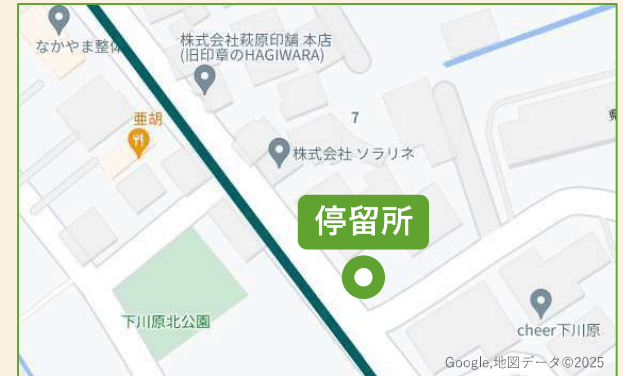 なかやま整体
株式会社萩原印舗 本店
(旧印章のHAGIWARA)
亜胡
7
株式会社 ソラリネ
停留所
下川原北公園
cheer下川原
Google,地図データ©2025